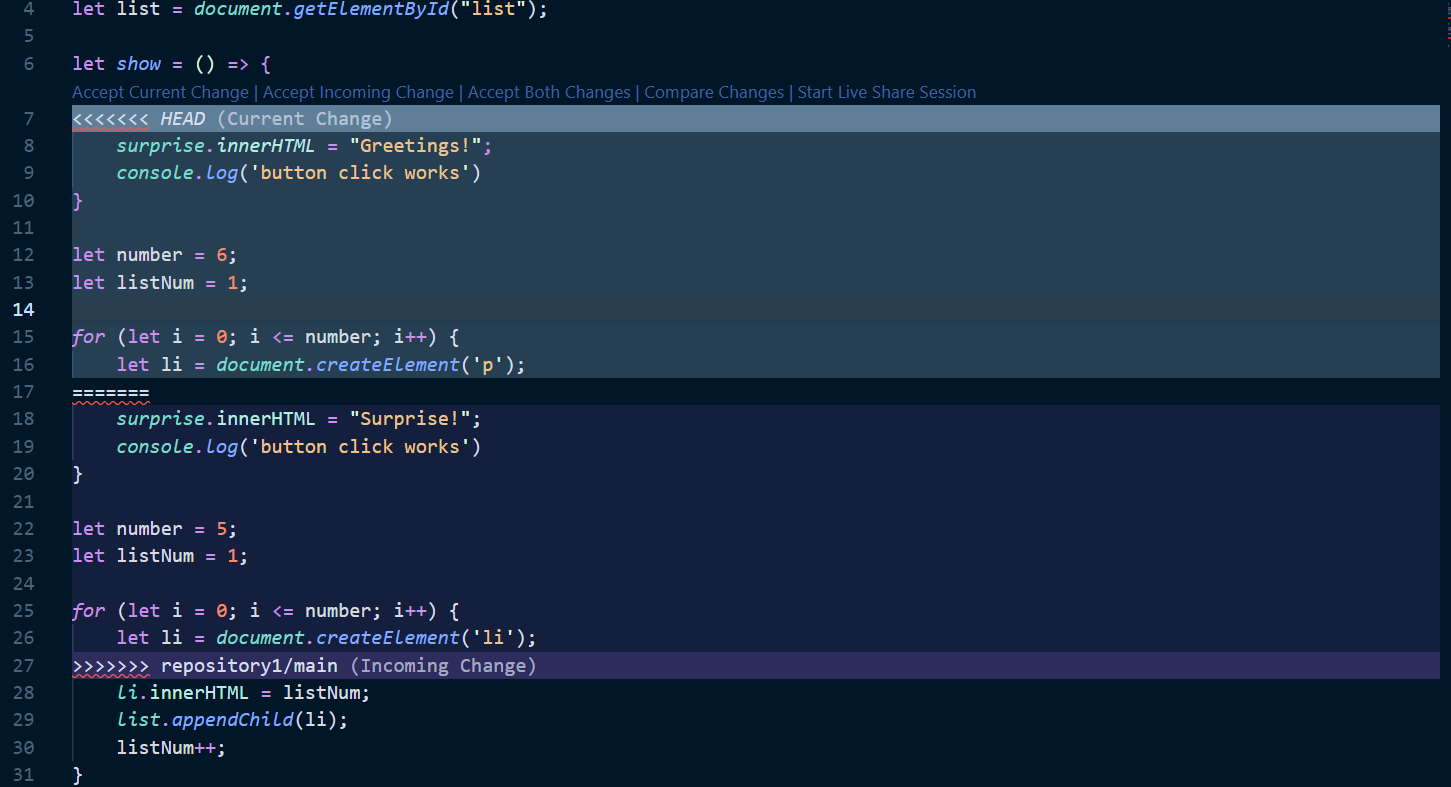 4 let list = document.getElementById("list");
5
6 let show = () => {
Accept Current Change | Accept Incoming Change | Accept Both Changes | Compare Changes | Start Live Share Session
7 <<<<<<< HEAD (Current Change)
8     surprise.innerHTML = "Greetings!";
9     console.log('button click works')
10 }
11
12 let number = 6;
13 let listNum = 1;
14
15 for (let i = 0; i <= number; i++) {
16     let li = document.createElement('p');
17 =======
18     surprise.innerHTML = "Surprise!";
19     console.log('button click works')
20 }
21
22 let number = 5;
23 let listNum = 1;
24
25 for (let i = 0; i <= number; i++) {
26     let li = document.createElement('li');
27 >>>>>>> repository1/main (Incoming Change)
28     li.innerHTML = listNum;
29     list.appendChild(li);
30     listNum++;
31 }